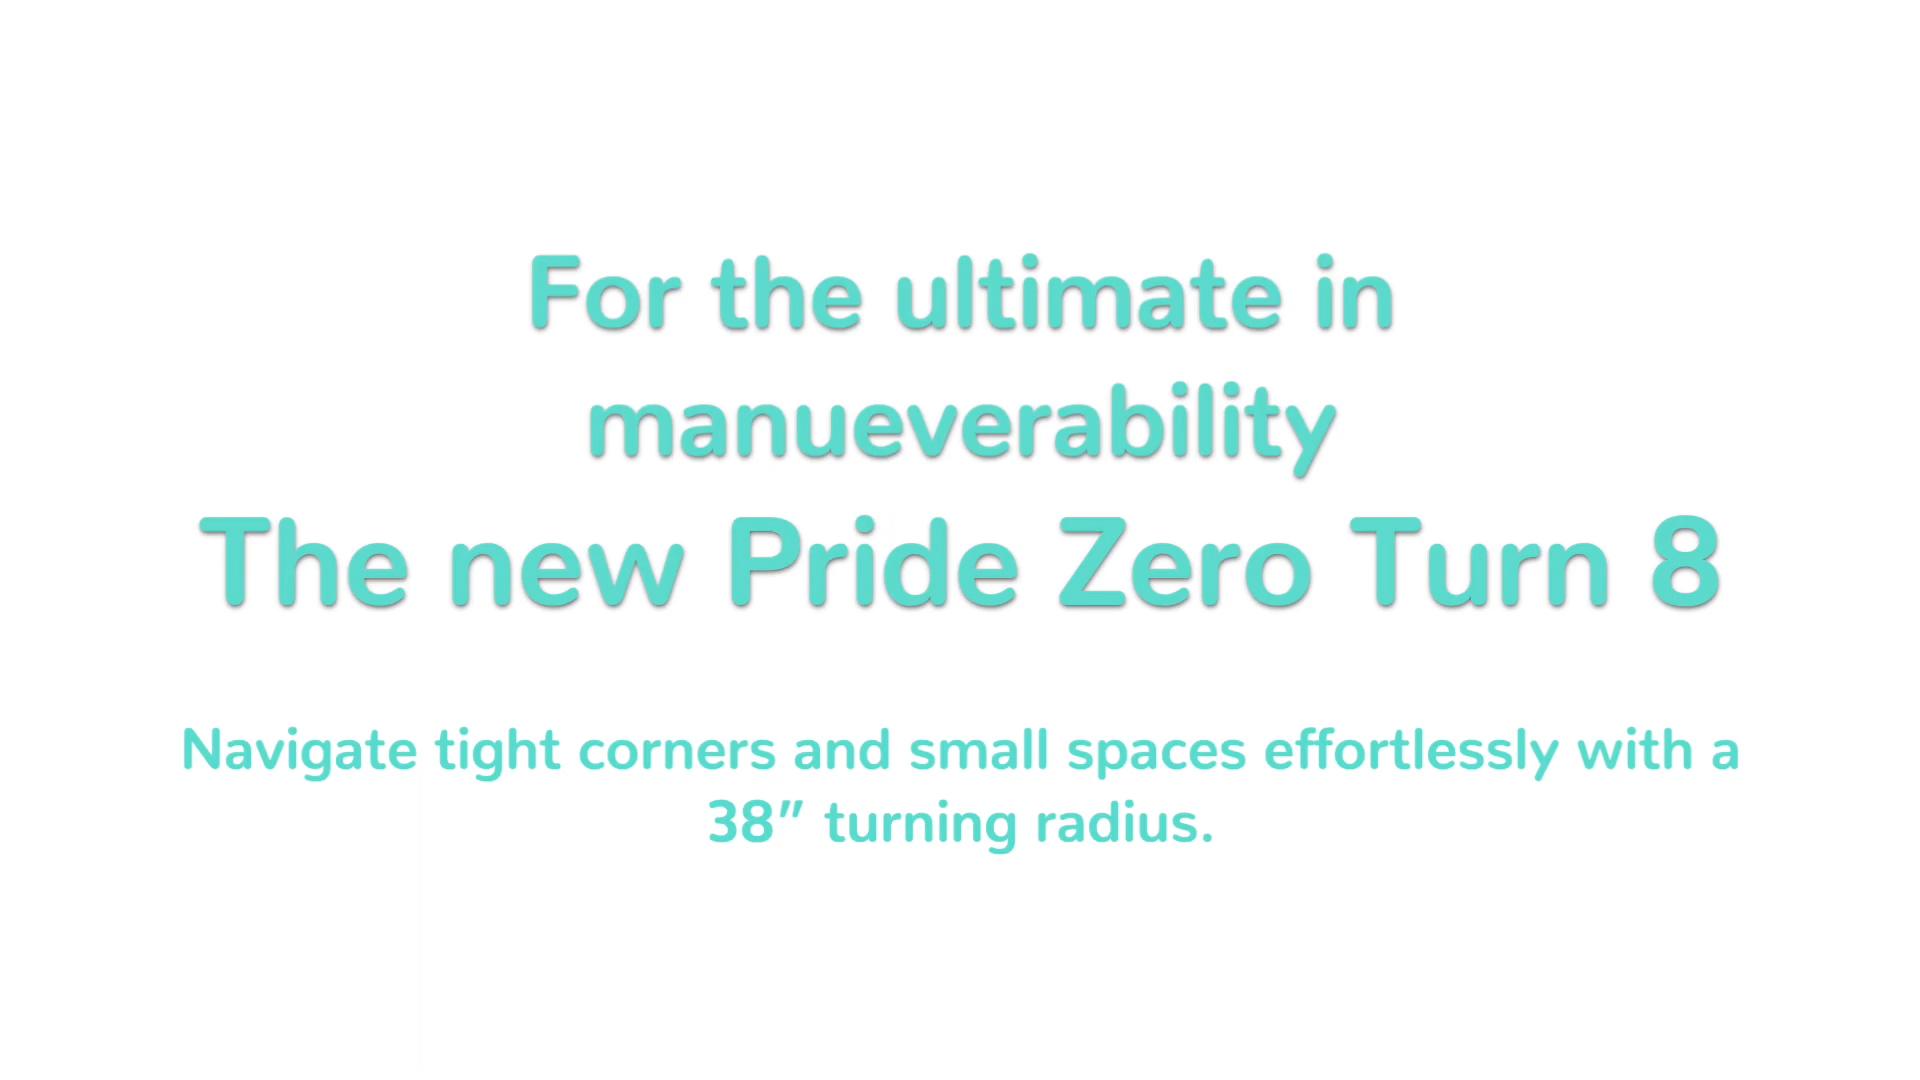 For the ultimate in
manueverability
The new Pride Zero Turn 8
Navigate tight corners and small spaces effortlessly with a
38" turning radius.